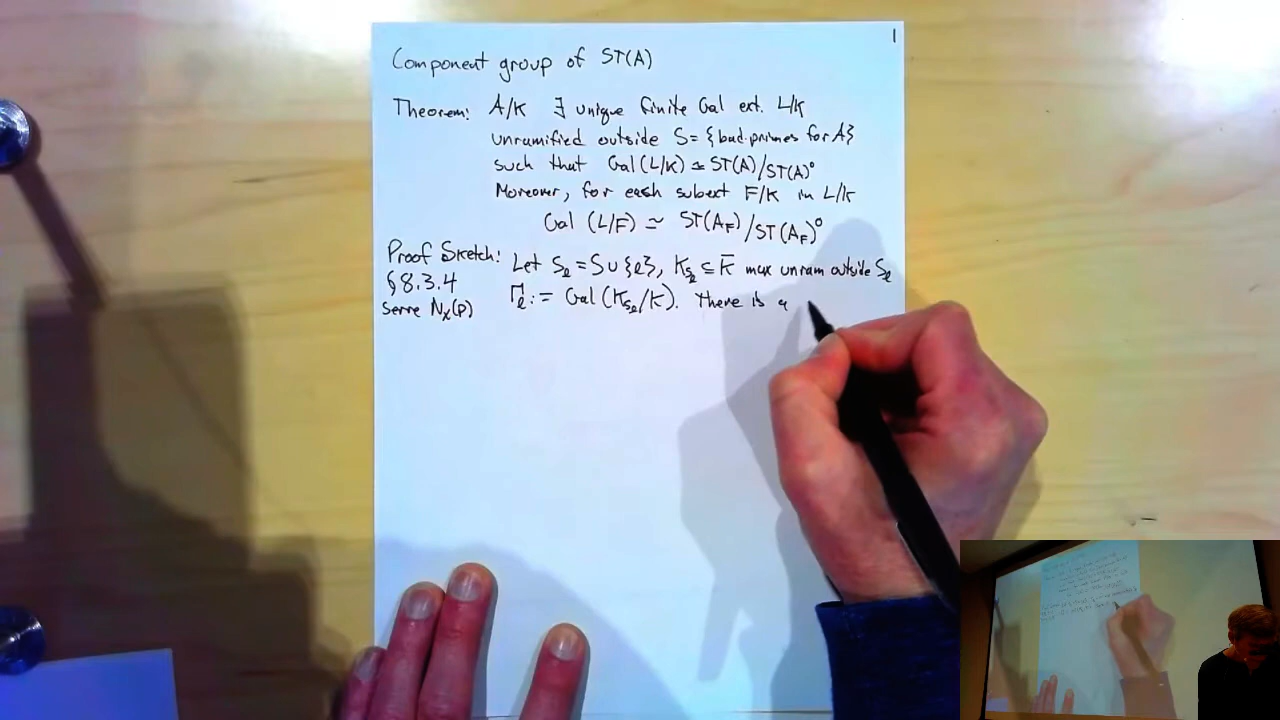 1
Component group of ST(A)
Theorem: A/K ∃ unique finite Gal ext. L/K
unramified outside S = {bad primes for A}
such that Gal(L/K) ≃ ST(A)/ST(A)⁰
Moreover, for each subext F/K in L/K
Gal (L/F) ≃ ST(A_F)/ST(A_F)⁰
Proof Sketch: Let S_ℓ = S ∪ {ℓ}, K_{S_ℓ} ⊆ K̄ max unram outside S_ℓ
§8.3.4 Γ_ℓ := Gal(K_{S_ℓ}/K). There is a
Serre N_X(p)